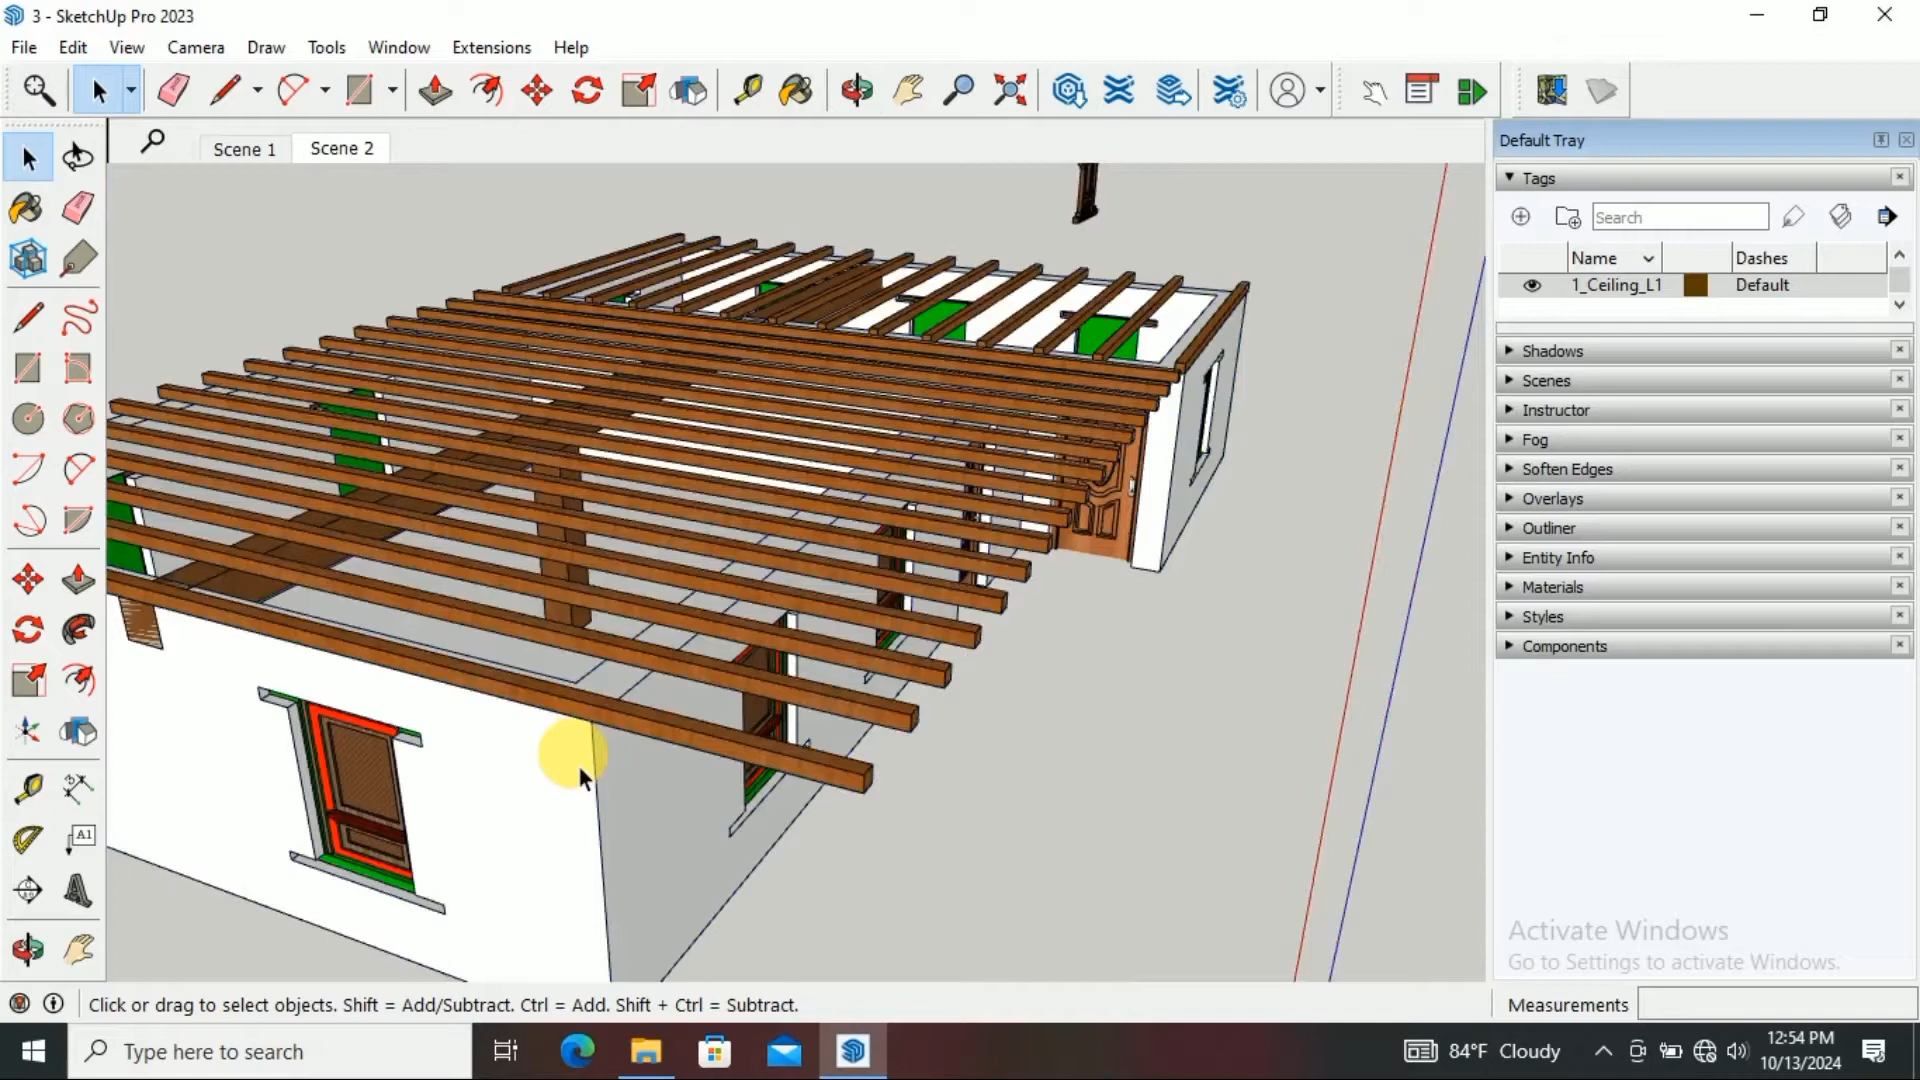 3 - SketchUp Pro 2023
File Edit View Camera Draw Tools Window Extensions Help
Scene 1 Scene 2
Default Tray
Tags
Search
Name Dashes
1_Ceiling_L1 Default
Shadows
Scenes
Instructor
Fog
Soften Edges
Overlays
Outliner
Entity Info
Materials
Styles
Components
A1
Activate Windows
Go to Settings to activate Windows.
Click or drag to select objects. Shift = Add/Subtract. Ctrl = Add. Shift + Ctrl = Subtract.
Measurements
Type here to search
84°F Cloudy
12:54 PM
10/13/2024